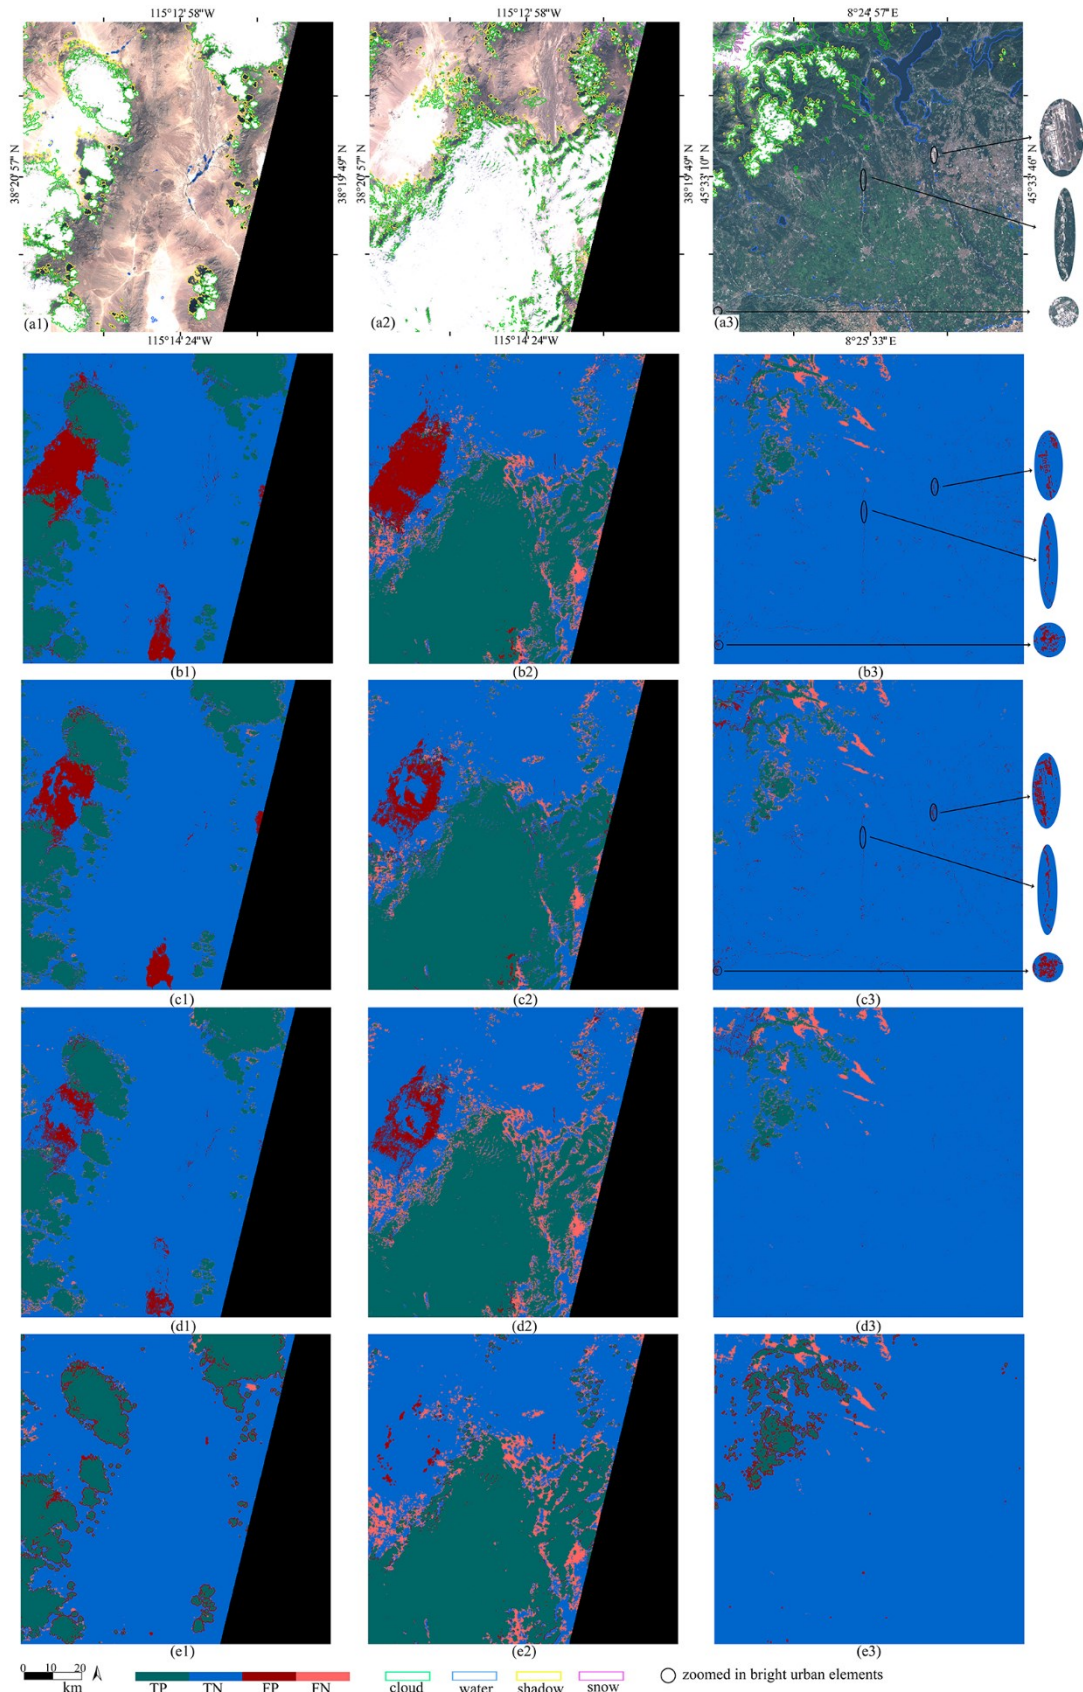 115°12'58"W 115°12'58"W 8°24'57"E
38°20'57" N 38°19'49" N 38°20'57" N 38°19'49" N 45°33'10" N 45°33'46" N
(a1) (a2) (a3)
115°14'24"W 115°14'24"W 8°25'33" E
(b1) (b2) (b3)
(c1) (c2) (c3)
(d1) (d2) (d3)
(e1) (e2) (e3)
0 10 20 zoomed in bright urban elements
km TP TN FP FN cloud water shadow snow